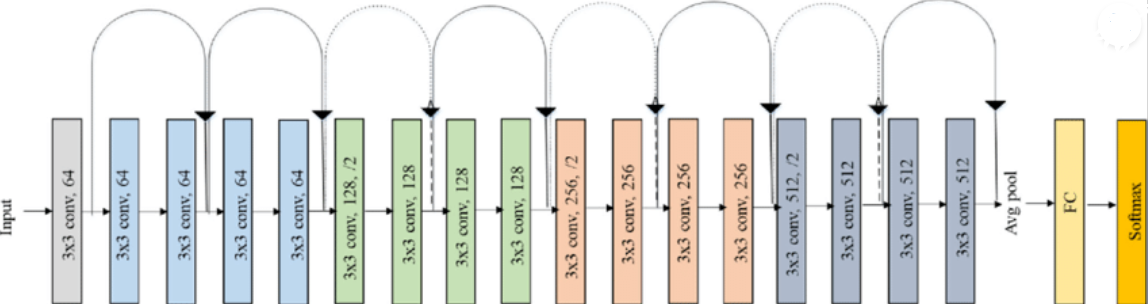 Input
3x3 conv, 64
3x3 conv, 64
3x3 conv, 64
3x3 conv, 64
3x3 conv, 64
3x3 conv, 128, /2
3x3 conv, 128
3x3 conv, 128
3x3 conv, 128
3x3 conv, 256, /2
3x3 conv, 256
3x3 conv, 256
3x3 conv, 256
3x3 conv, 512, /2
3x3 conv, 512
3x3 conv, 512
3x3 conv, 512
Avg pool
FC
Softmax